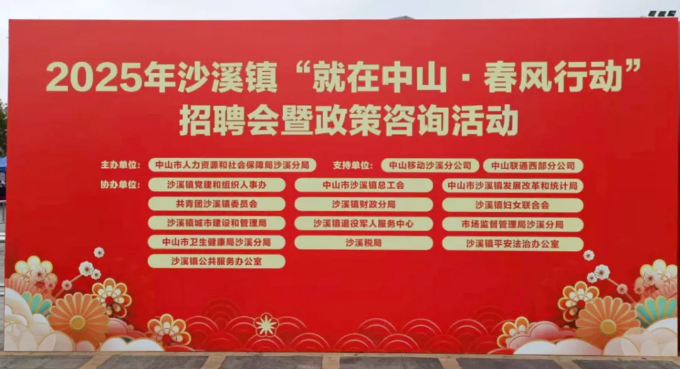 2025年沙溪镇“就在中山·春风行动”
招聘会暨政策咨询活动
主办单位： 中山市人力资源和社会保障局沙溪分局 支持单位： 中山移动沙溪分公司 中山联通西部分公司
协办单位： 沙溪镇党建和组织人事办 中山市沙溪镇总工会 中山市沙溪镇发展改革和统计局
共青团沙溪镇委员会 沙溪镇财政分局 沙溪镇妇女联合会
沙溪镇城市建设和管理局 沙溪镇退役军人服务中心 市场监督管理局沙溪分局
中山市卫生健康局沙溪分局 沙溪税局 沙溪镇平安法治办公室
沙溪镇公共服务办公室